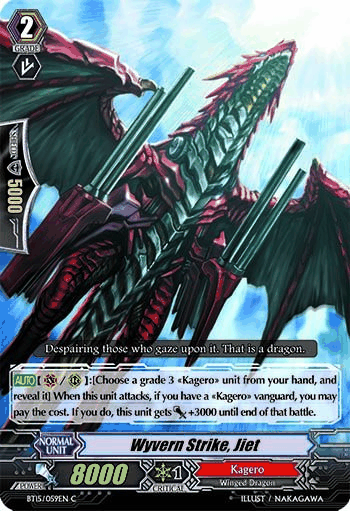 2
GRADE
SHIELD
5000
Despairing those who gaze upon it. That is a dragon.
AUTO [ / ]:[Choose a grade 3 «Kagero» unit from your hand, and
reveal it] When this unit attacks, if you have a «Kagero» vanguard, you may
pay the cost. If you do, this unit gets +3000 until end of that battle.
NORMAL
UNIT
Wyvern Strike, Jiet
POWER
8000
1
CRITICAL
Kagero
Winged Dragon
BT15/059EN C
ILLUST / NAKAGAWA